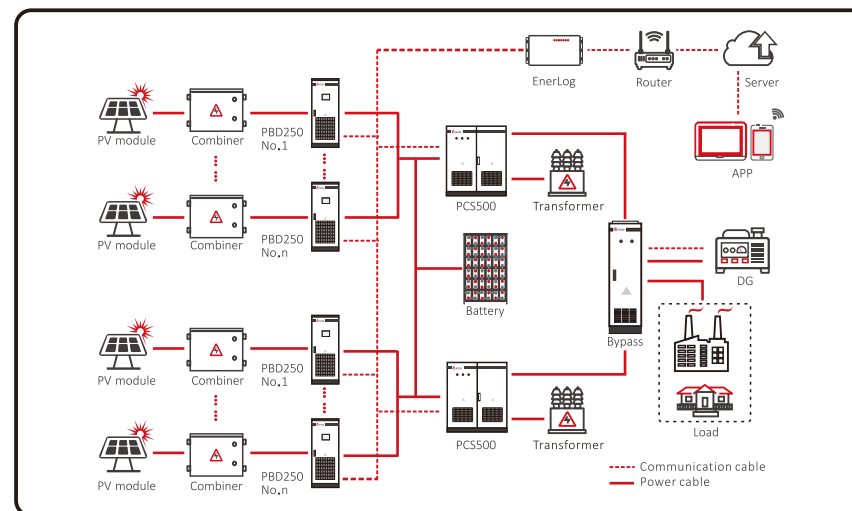 EnerLog
Router
Server
APP
PV module
Combiner
PBD250
No.1
PCS500
Transformer
PV module
Combiner
PBD250
No.n
Battery
DG
Bypass
PV module
Combiner
PBD250
No.1
PCS500
Transformer
Load
PV module
Combiner
PBD250
No.n
Communication cable
Power cable